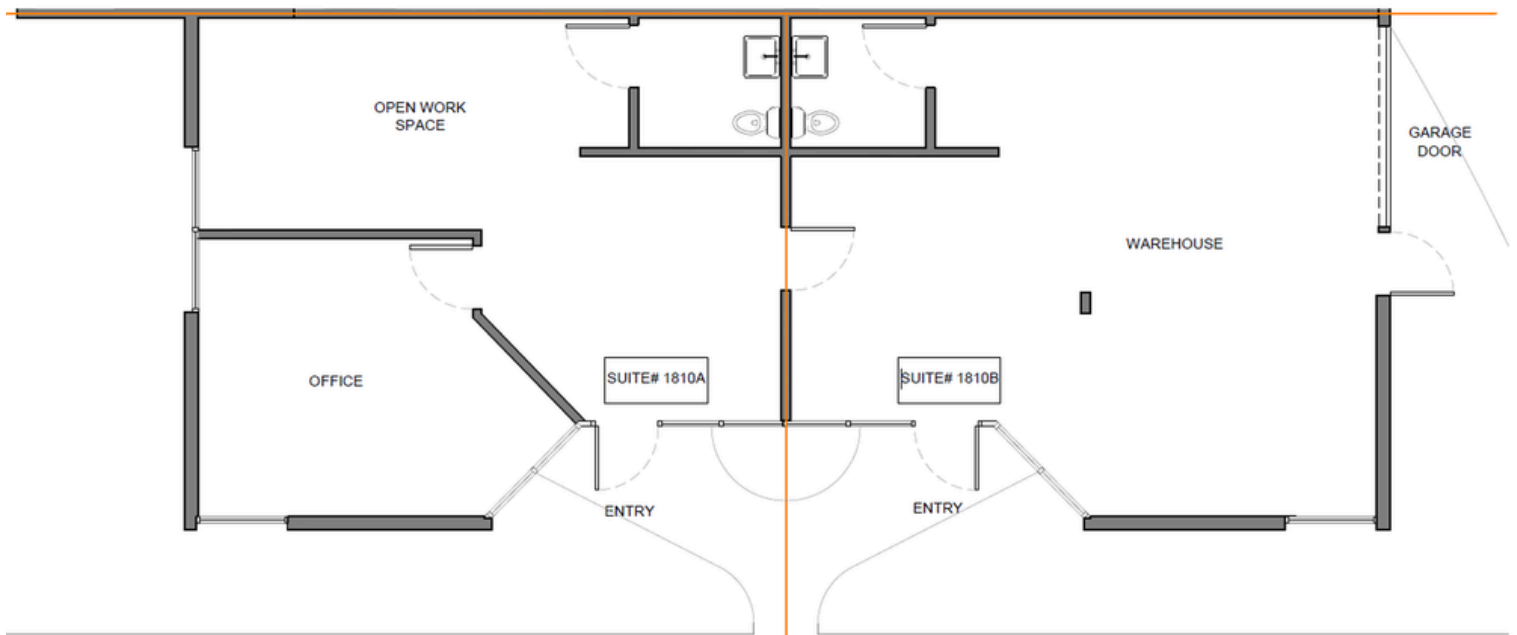 OPEN WORK
SPACE
GARAGE
DOOR
WAREHOUSE
OFFICE
SUITE# 1810A
SUITE# 1810B
ENTRY
ENTRY